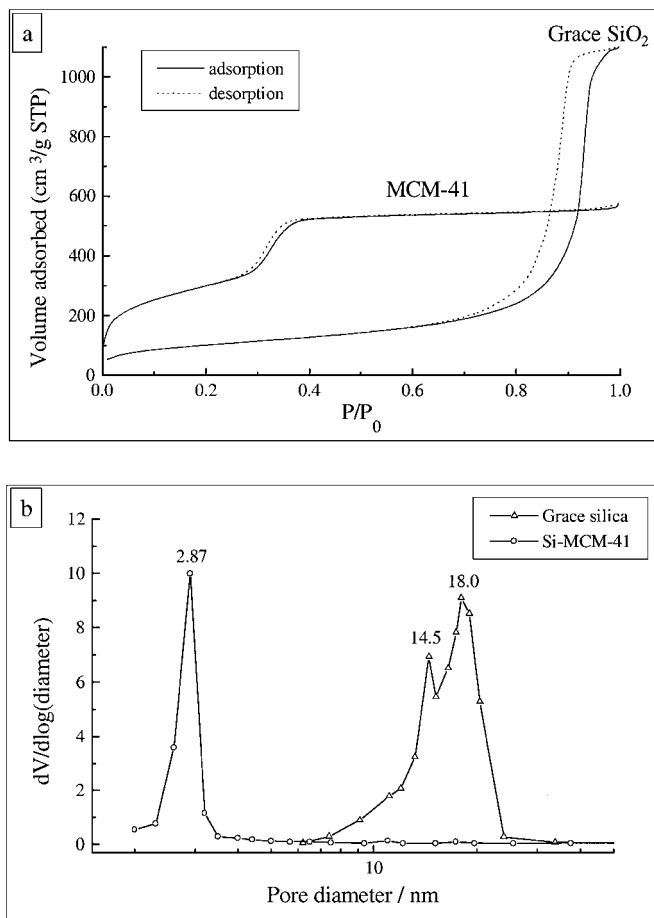 a
Grace SiO₂
adsorption
desorption
MCM-41
Volume adsorbed (cm³/g STP)
1000
800
600
400
200
0
0.0 0.2 0.4 0.6 0.8 1.0
P/P₀
b
Grace silica
Si-MCM-41
2.87
18.0
14.5
dV/dlog(diameter)
12
10
8
6
4
2
0
10
Pore diameter / nm